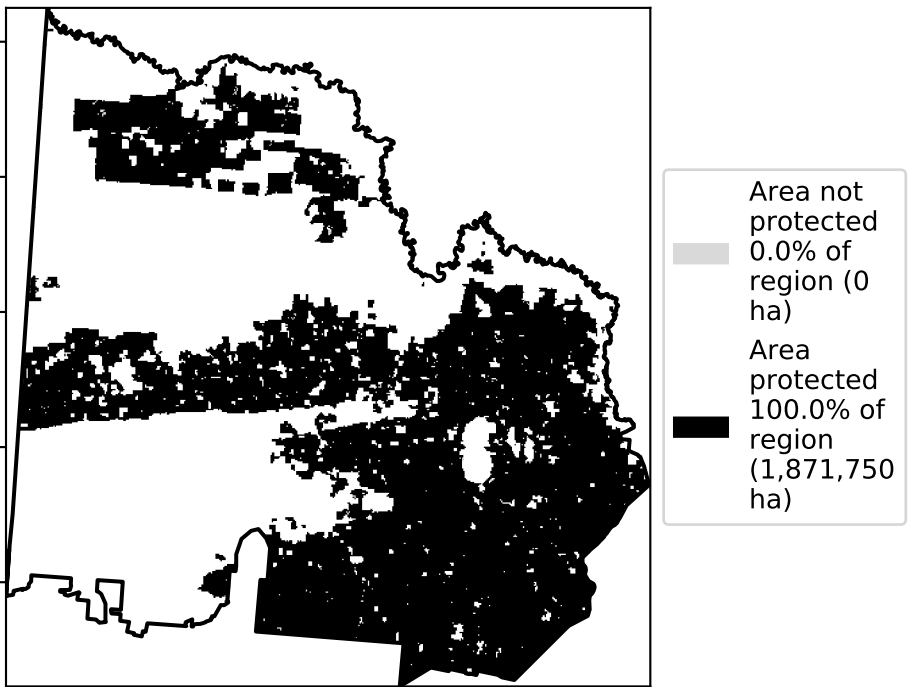 Area not
protected
0.0% of
region (0
ha)
Area
protected
100.0% of
region
(1,871,750
ha)